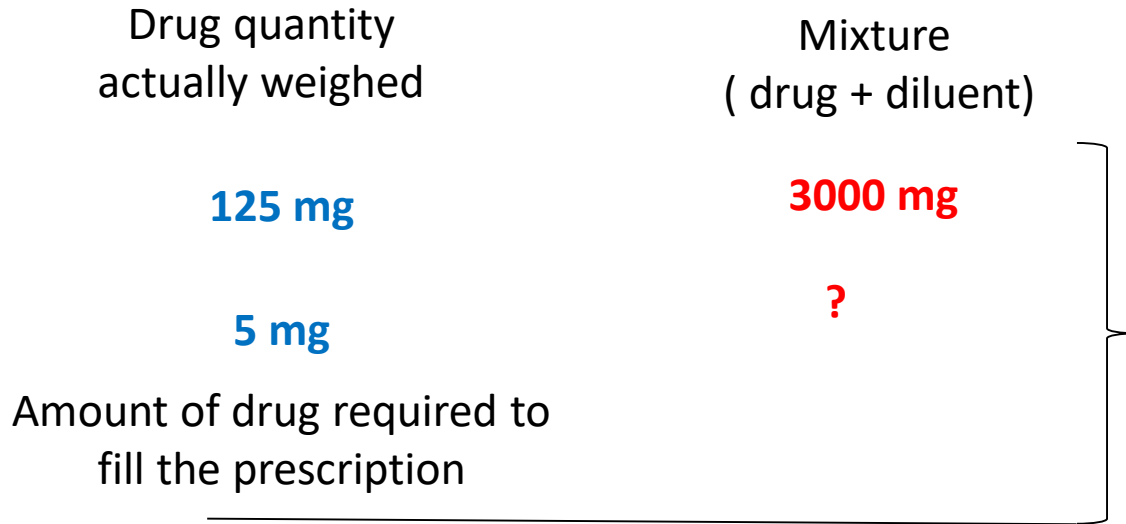 Drug quantity
actually weighed
Mixture
( drug + diluent)
125 mg
3000 mg
5 mg
?
Amount of drug required to
fill the prescription